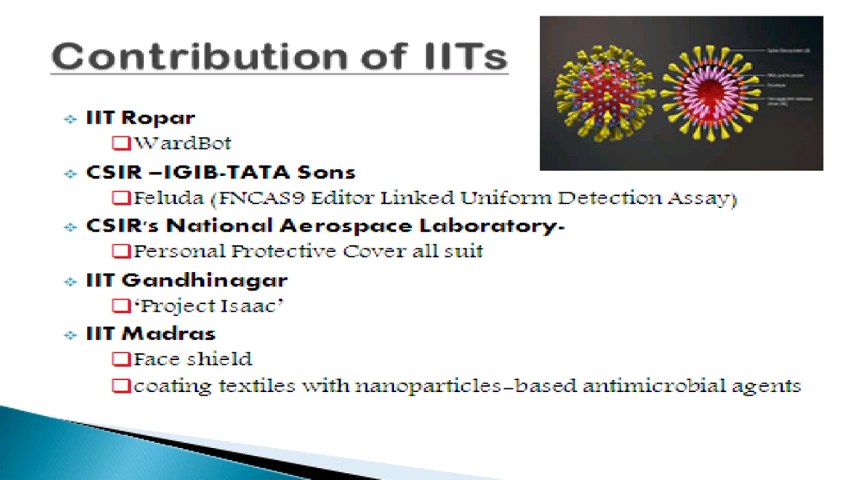 Contribution of IITs
IIT Ropar
WardBot
CSIR –IGIB-TATA Sons
Feluda (FNCAS9 Editor Linked Uniform Detection Assay)
CSIR's National Aerospace Laboratory-
Personal Protective Cover all suit
IIT Gandhinagar
‘Project Isaac’
IIT Madras
Face shield
coating textiles with nanoparticles-based antimicrobial agents